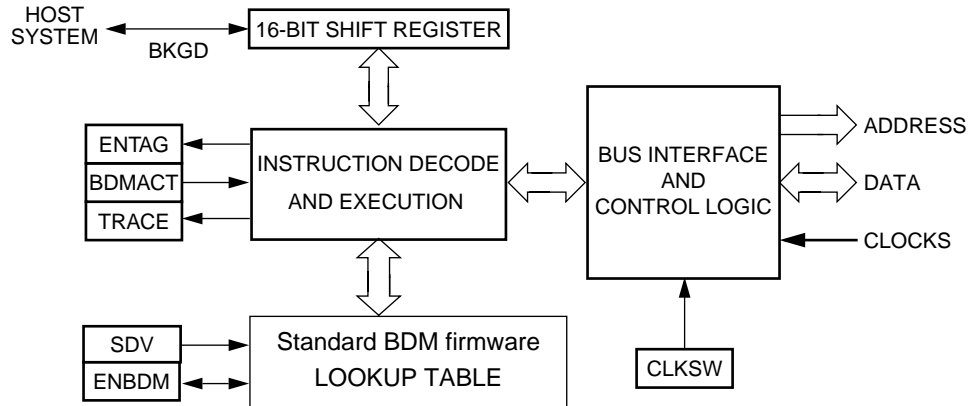 HOST
SYSTEM
BKGD
16-BIT SHIFT REGISTER
ENTAG
BDMACT
TRACE
INSTRUCTION DECODE
AND EXECUTION
BUS INTERFACE
AND
CONTROL LOGIC
ADDRESS
DATA
CLOCKS
SDV
ENBDM
Standard BDM firmware
LOOKUP TABLE
CLKSW